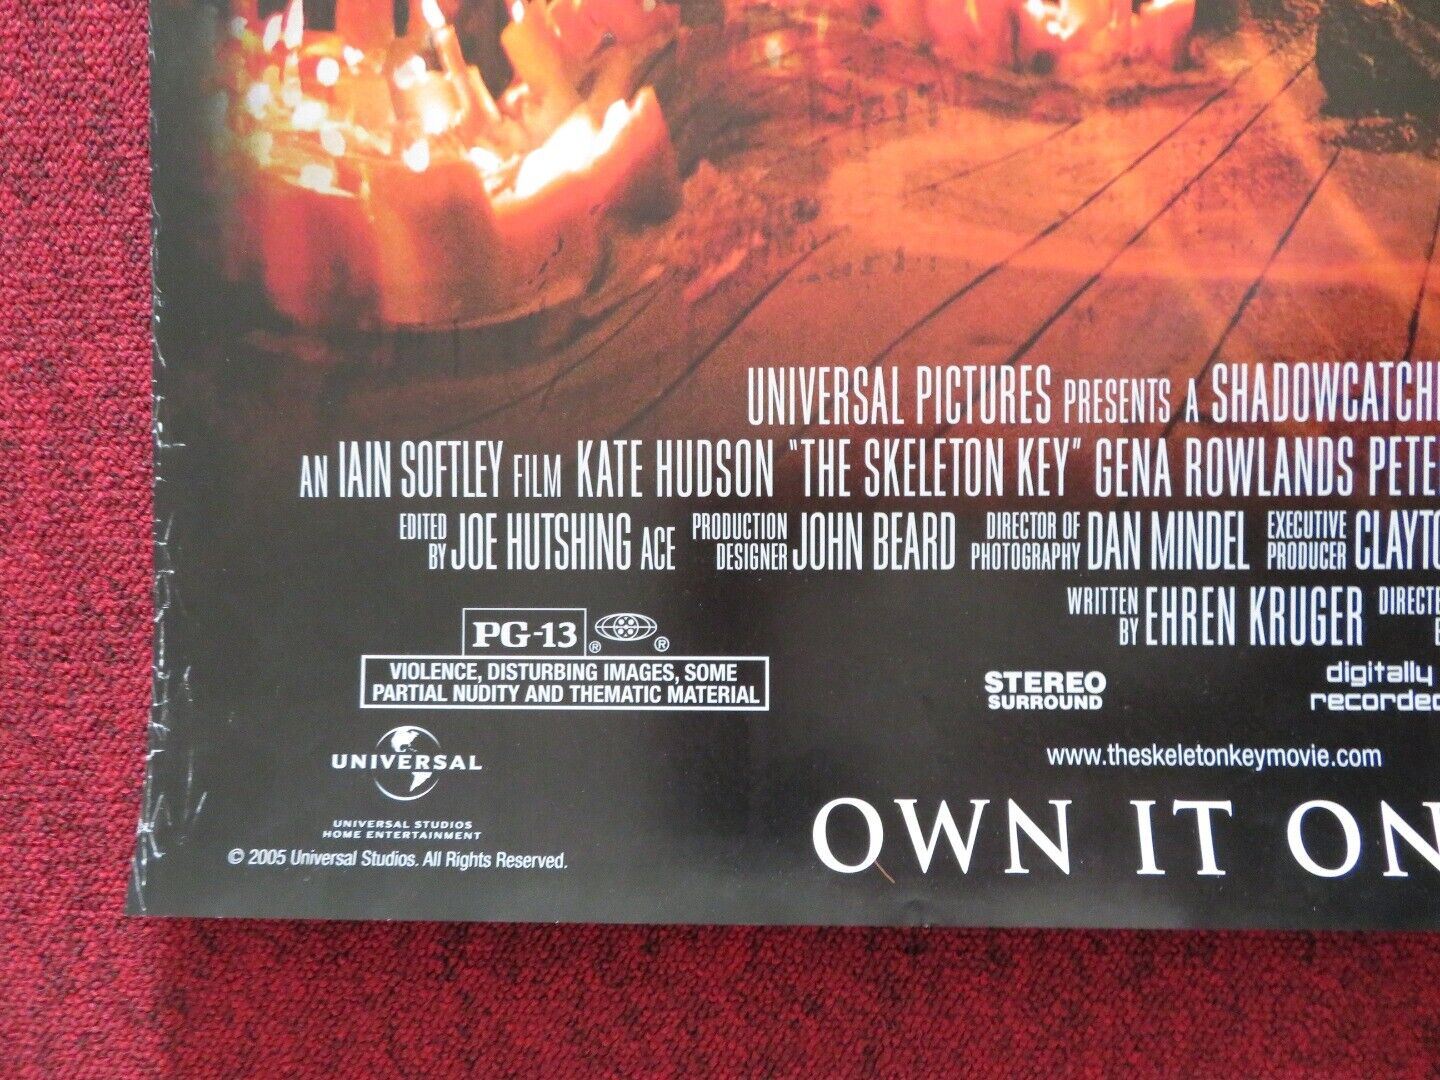 UNIVERSAL PICTURES PRESENTS A SHADOWCATCH
AN IAIN SOFTLEY FILM KATE HUDSON "THE SKELETON KEY" GENA ROWLANDS PETE
EDITED BY JOE HUTSHING ACE PRODUCTION DESIGNER JOHN BEARD DIRECTOR OF PHOTOGRAPHY DAN MINDEL EXECUTIVE PRODUCER CLAYTO
WRITTEN BY EHREN KRUGER DIRECTE
PG-13 ® ®
VIOLENCE, DISTURBING IMAGES, SOME
PARTIAL NUDITY AND THEMATIC MATERIAL
STEREO
SURROUND
digitally
recorded
UNIVERSAL
www.theskeletonkeymovie.com
UNIVERSAL STUDIOS
HOME ENTERTAINMENT
© 2005 Universal Studios. All Rights Reserved.
OWN IT ON